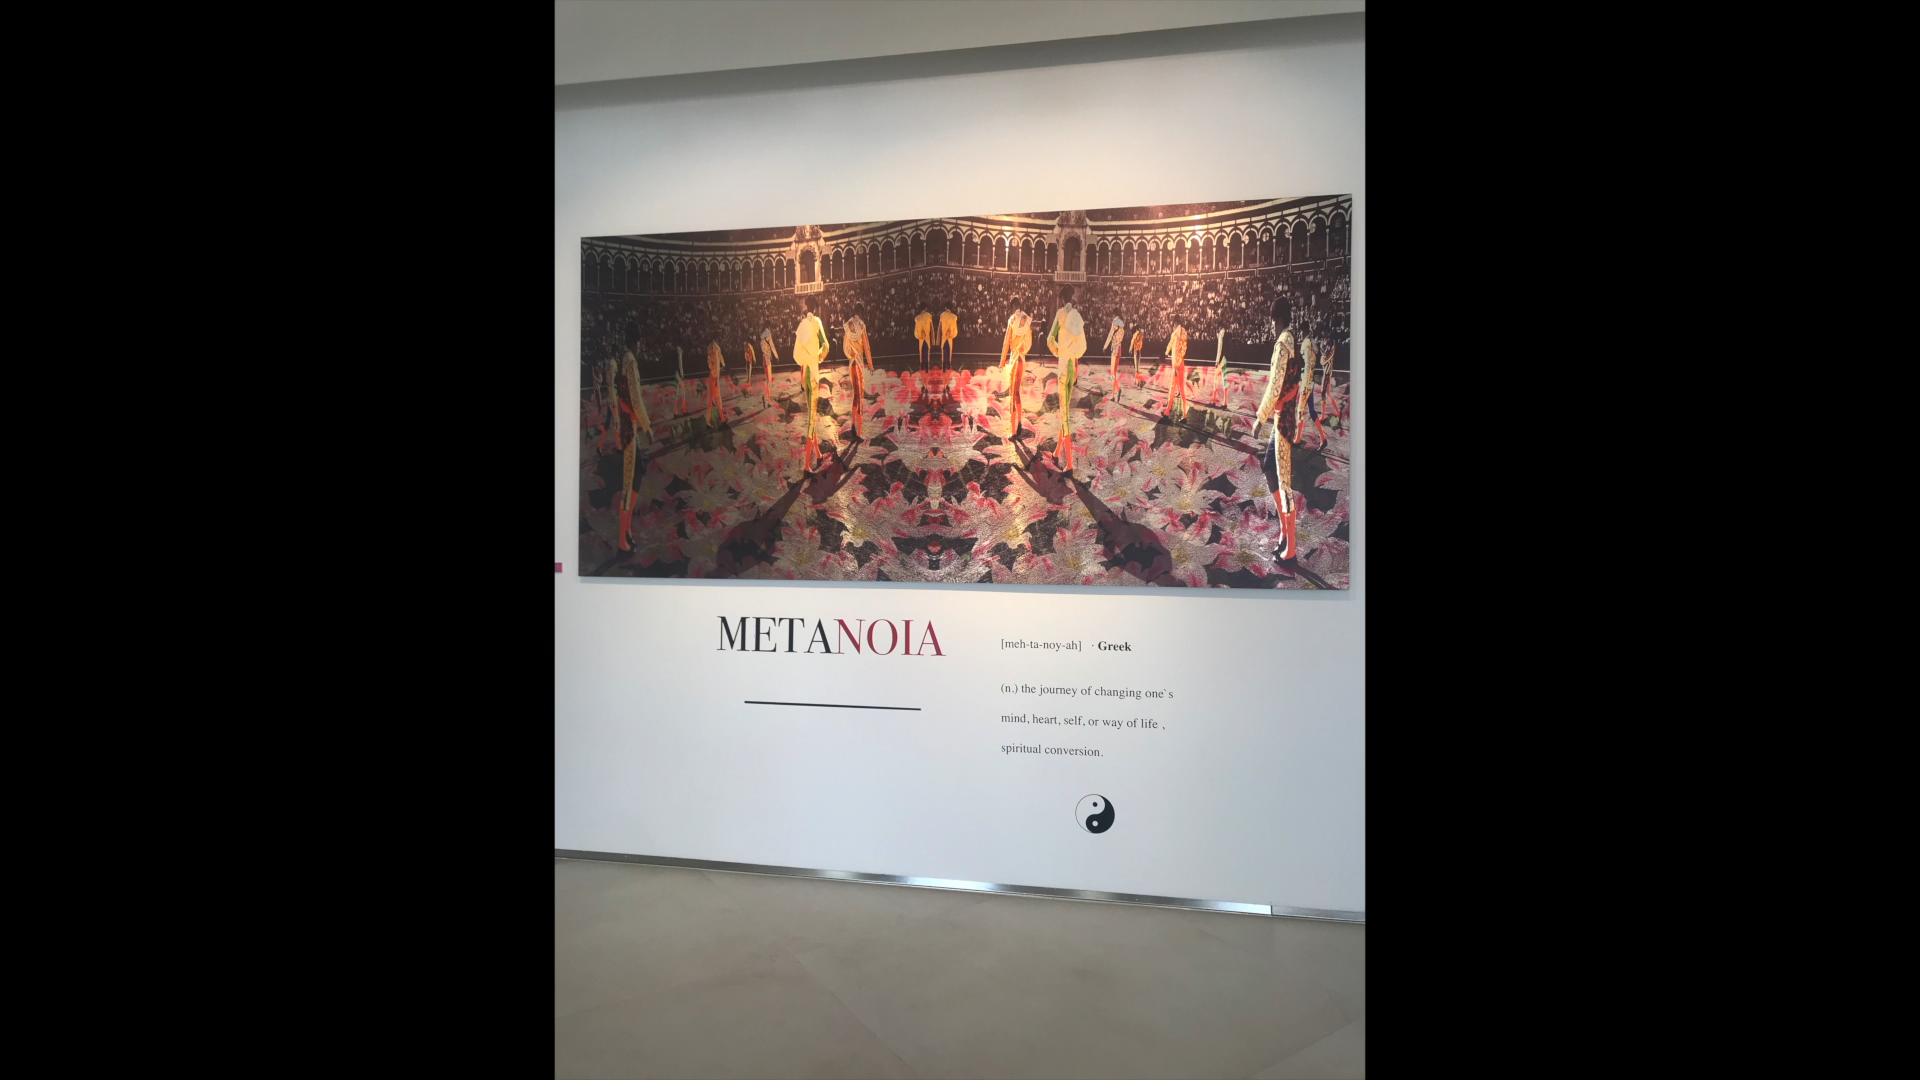 METANOIA
[meh-ta-noy-ah] · Greek
(n.) the journey of changing one`s
mind, heart, self, or way of life 、
spiritual conversion.